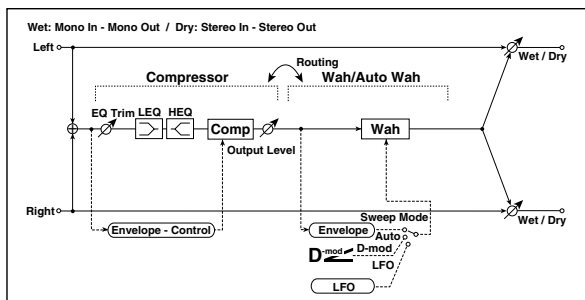 Wet: Mono In - Mono Out / Dry: Stereo In - Stereo Out
Left
Wet / Dry
Routing
Compressor
Wah/Auto Wah
EQ Trim
LEQ
HEQ
Comp
Output Level
Wah
Right
Wet / Dry
Envelope - Control
Sweep Mode
Envelope
Auto
D-mod
D-mod
LFO
LFO